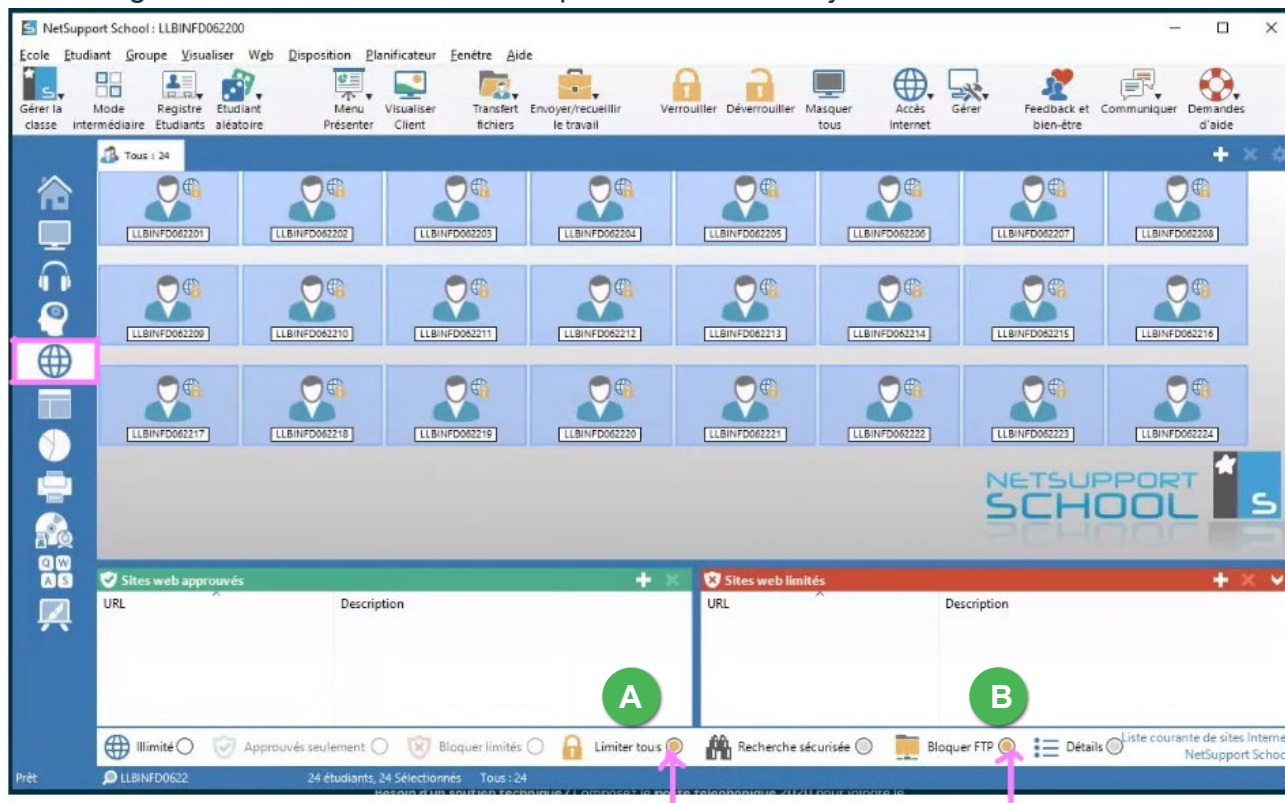 NetSupport School : LLBINFD062200
Ecole Etudiant Groupe Visualiser Web Disposition Planificateur Fenêtre Aide
Gérer la classe
Mode intermédiaire
Registre Etudiants
Etudiant aléatoire
Menu Présenter
Visualiser Client
Transfert fichiers
Envoyer/recueillir le travail
Verrouiller
Déverrouiller
Masquer tous
Accès Internet
Gérer
Feedback et bien-être
Communiquer
Demandes d'aide
Tous : 24
LLBINFD062201 LLBINFD062202 LLBINFD062203 LLBINFD062204 LLBINFD062205 LLBINFD062206 LLBINFD062207 LLBINFD062208
LLBINFD062209 LLBINFD062210 LLBINFD062211 LLBINFD062212 LLBINFD062213 LLBINFD062214 LLBINFD062215 LLBINFD062216
LLBINFD062217 LLBINFD062218 LLBINFD062219 LLBINFD062220 LLBINFD062221 LLBINFD062222 LLBINFD062223 LLBINFD062224
NETSUPPORT
SCHOOL
S
Q W
A S
Sites web approuvés
URL Description
Sites web limités
URL Description
A
B
Illimité Approuvés seulement Bloquer limités Limiter tous Recherche sécurisée Bloquer FTP Détails
Liste courante de sites Interne
NetSupport Schoo
Prêt LLBINFD0622 24 étudiants, 24 Sélectionnés Tous : 24